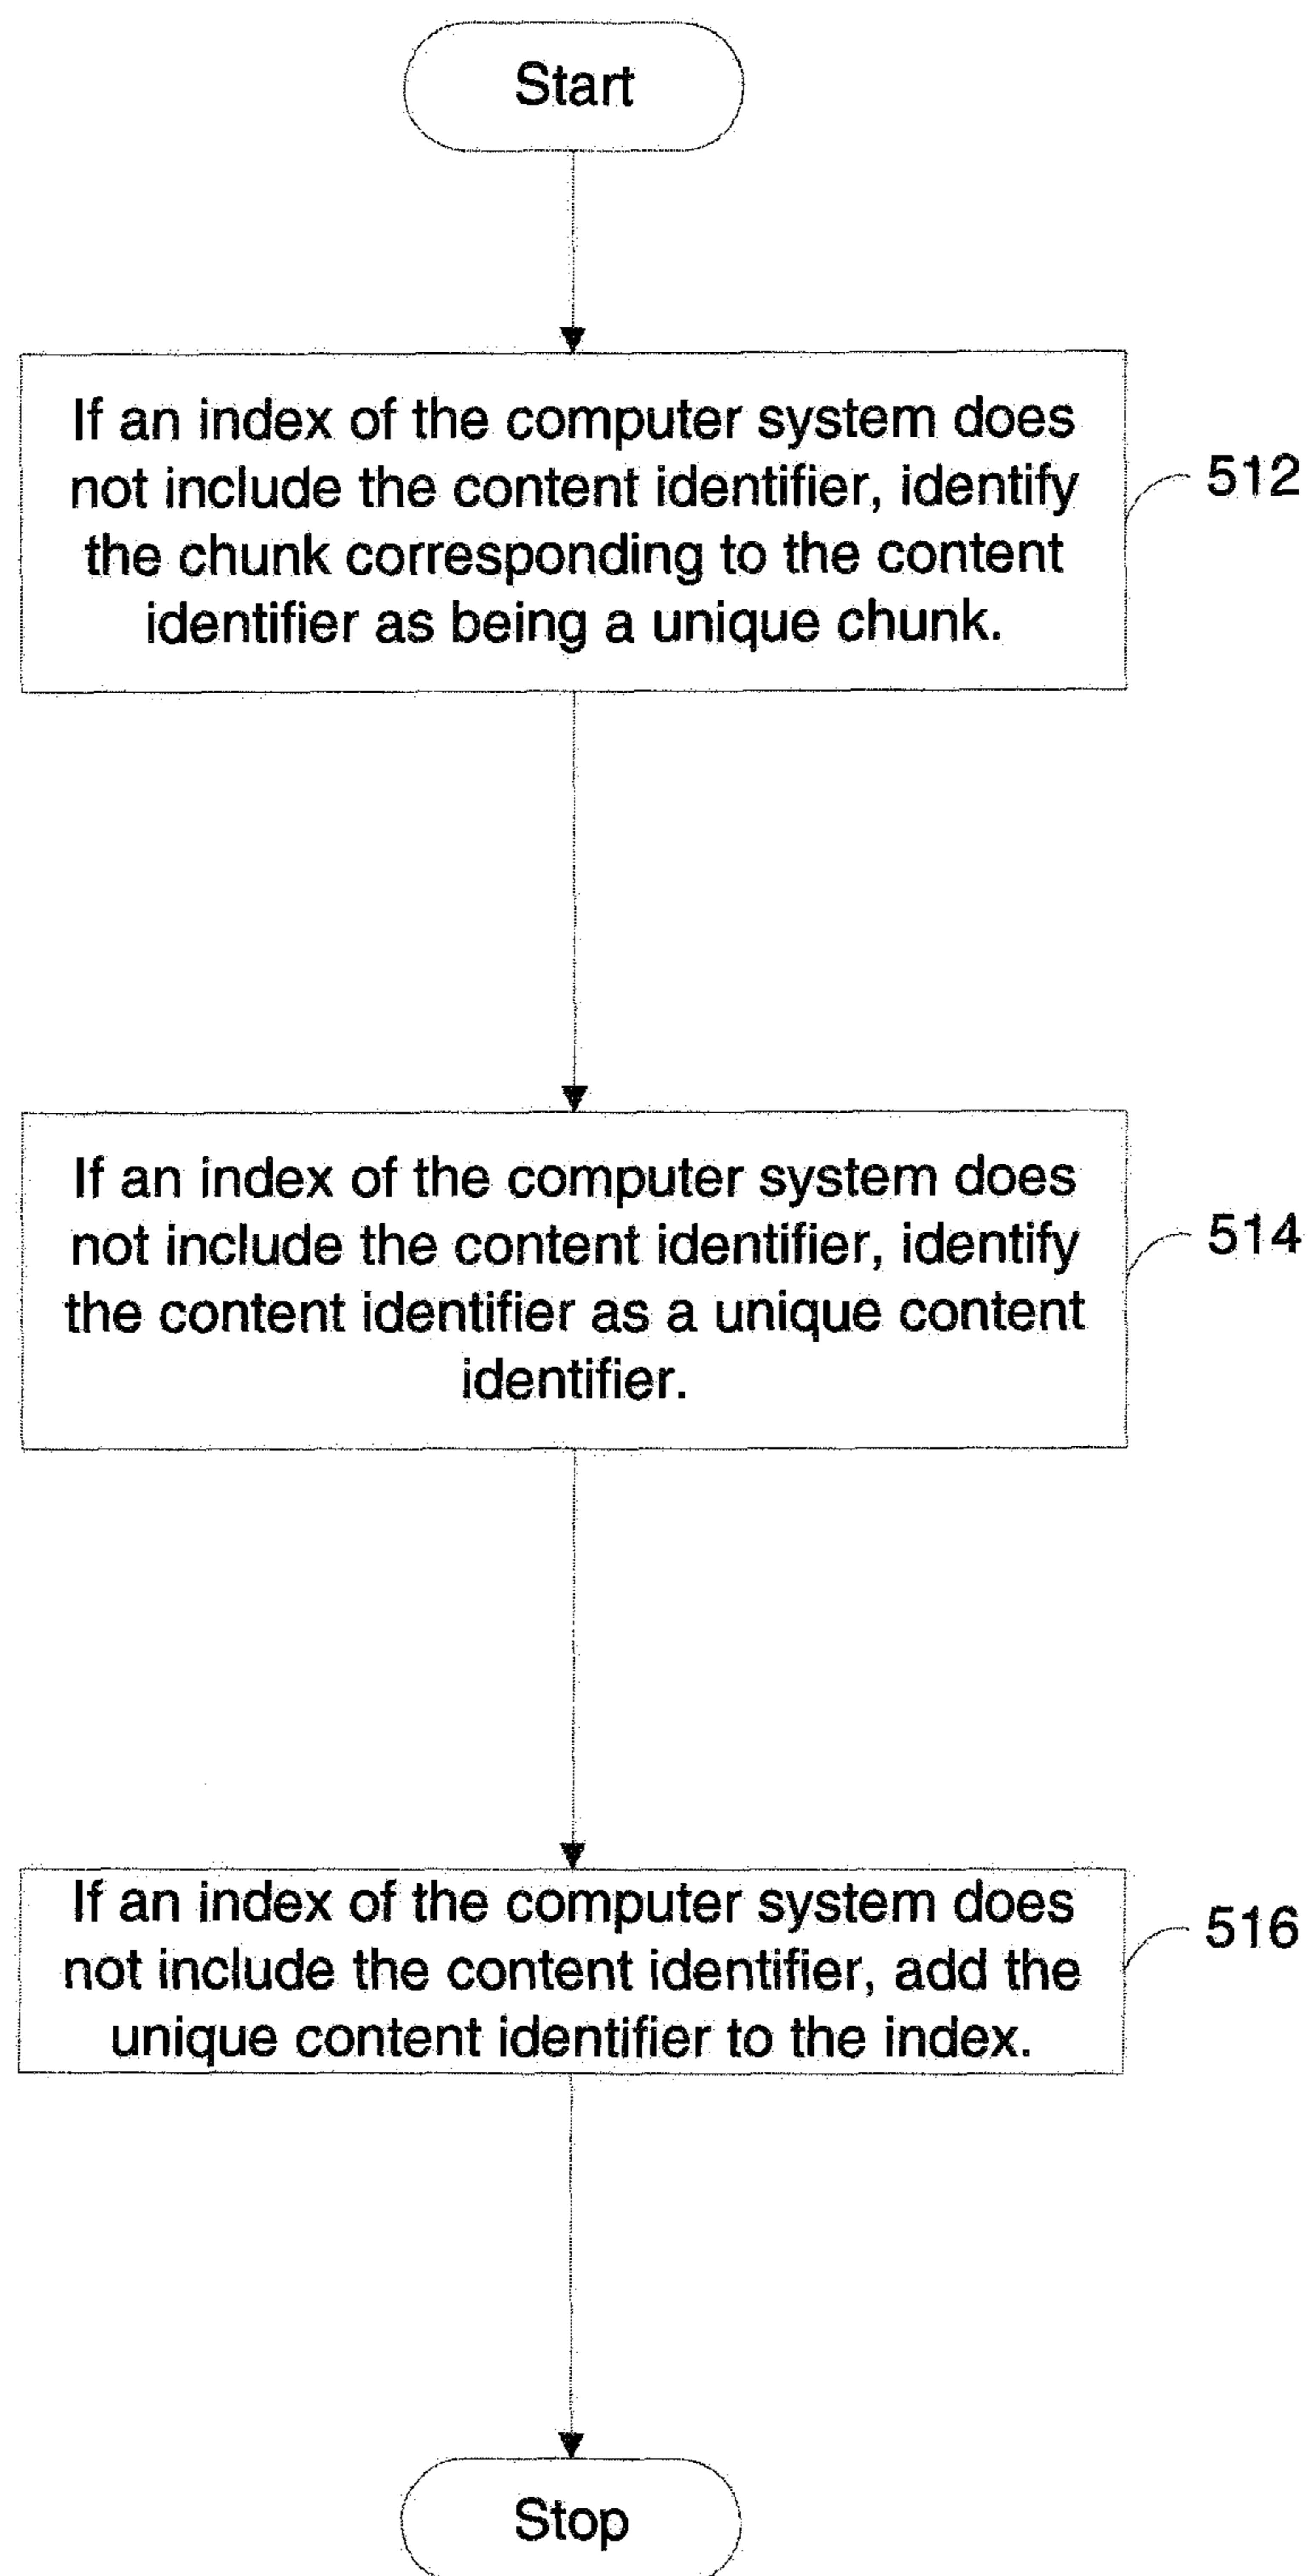 Start
If an index of the computer system does
not include the content identifier, identify
the chunk corresponding to the content
identifier as being a unique chunk.
512
If an index of the computer system does
not include the content identifier, identify
the content identifier as a unique content
identifier.
514
If an index of the computer system does
not include the content identifier, add the
unique content identifier to the index.
516
Stop